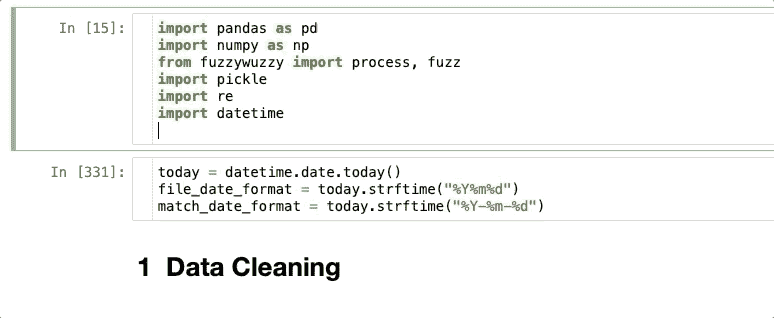 In [15]:
import pandas as pd
import numpy as np
from fuzzywuzzy import process, fuzz
import pickle
import re
import datetime
In [331]:
today = datetime.date.today()
file_date_format = today.strftime("%Y%m%d")
match_date_format = today.strftime("%Y-%m-%d")
1 Data Cleaning